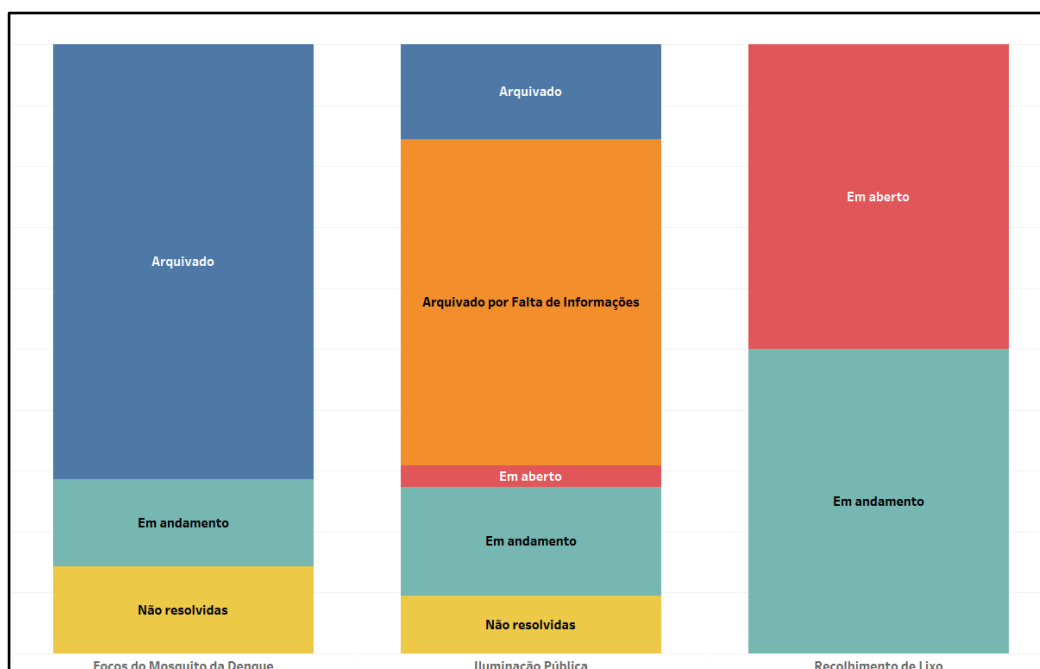 Arquivado
Em andamento
Não resolvidas
Arquivado
Arquivado por Falta de Informações
Em aberto
Em andamento
Não resolvidas
Em aberto
Em andamento
Focos do Mosquito da Dengue
Iluminação Pública
Recolhimento de Lixo